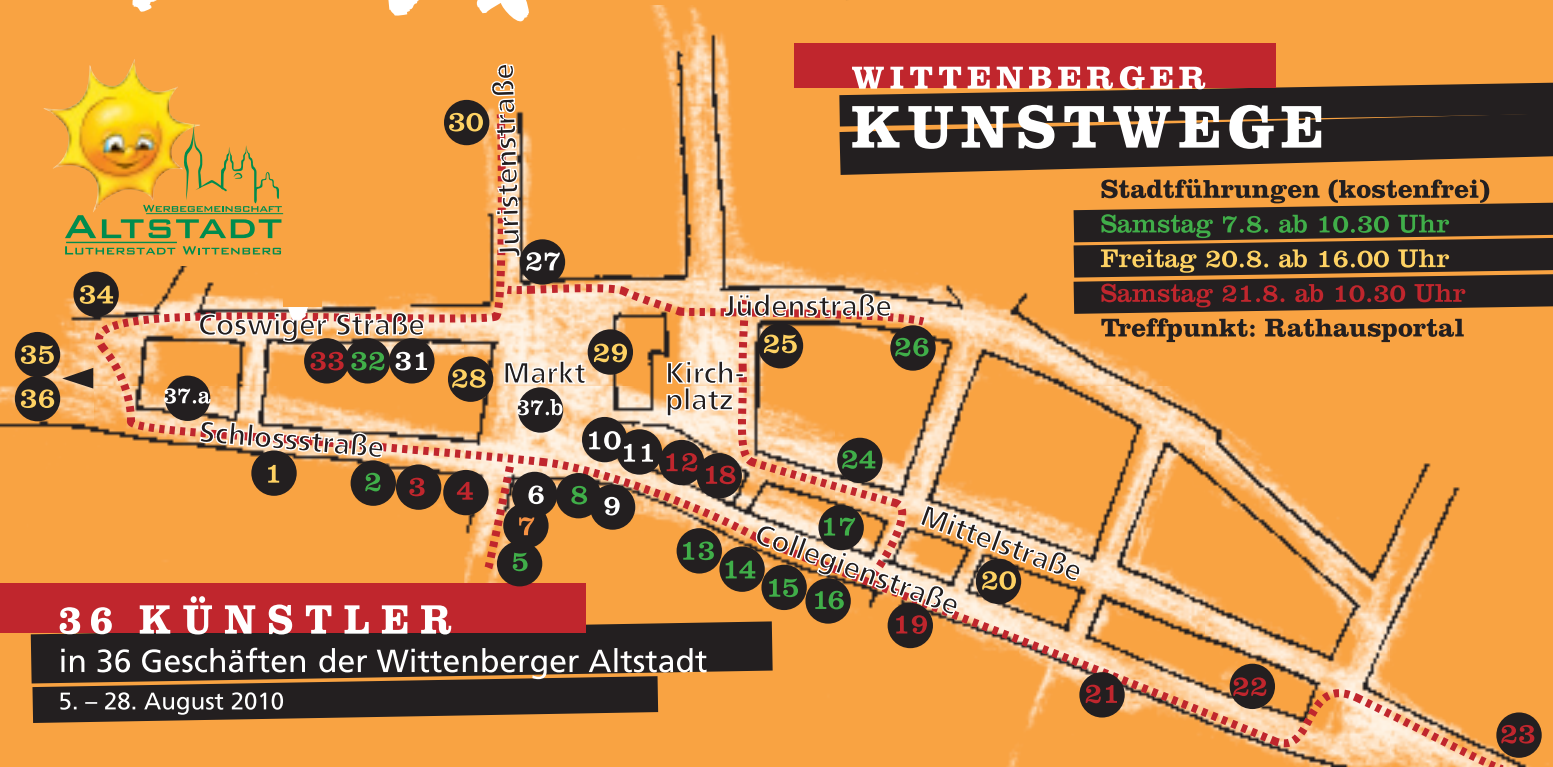 WITTENBERGER
KUNSTWEGE
Stadtführungen (kostenfrei)
Samstag 7.8. ab 10.30 Uhr
Freitag 20.8. ab 16.00 Uhr
Samstag 21.8. ab 10.30 Uhr
Treffpunkt: Rathausportal
WERBEGEMEINSCHAFT
ALTSTADT
LUTHERSTADT WITTENBERG
30
Juristenstraße
27
34
Coswiger Straße
Jüdenstraße
35
36
33
32
31
28
Markt
29
Kirch-
platz
25
26
37.a
37.b
Schlossstraße
10
11
12
18
24
1
2
3
4
6
8
9
7
5
17
Mittelstraße
13
14
15
16
Collegienstraße
20
19
21
22
23
36 KÜNSTLER
in 36 Geschäften der Wittenberger Altstadt
5. – 28. August 2010